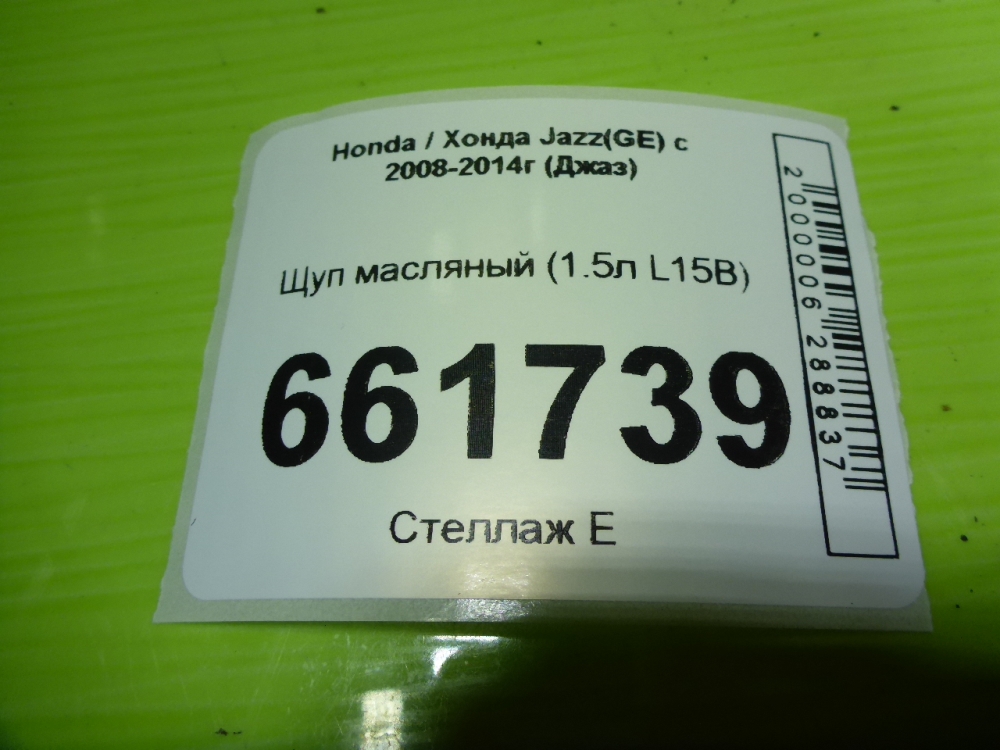 Honda / Хонда Jazz(GE) с
2008-2014г (Джаз)
Щуп масляный (1.5л L15B)
661739
Стеллаж E
2000006288837